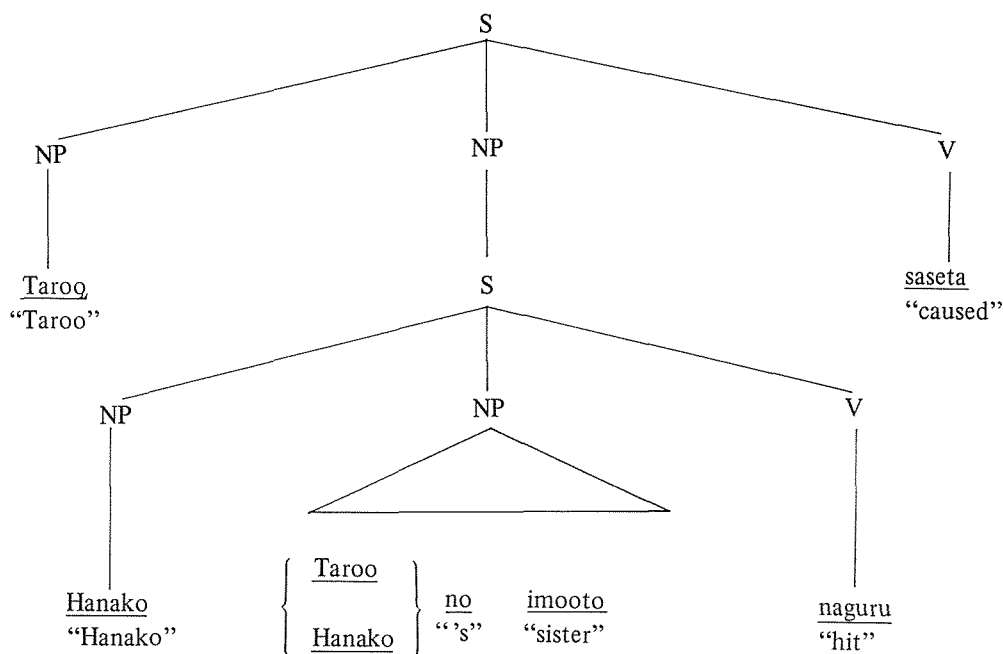 S
NP NP V
Taroo saseta
"Taroo" "caused"
S
NP NP V
Taroo
Hanako no imooto naguru
"Hanako" "'s" "sister" "hit"
Hanako